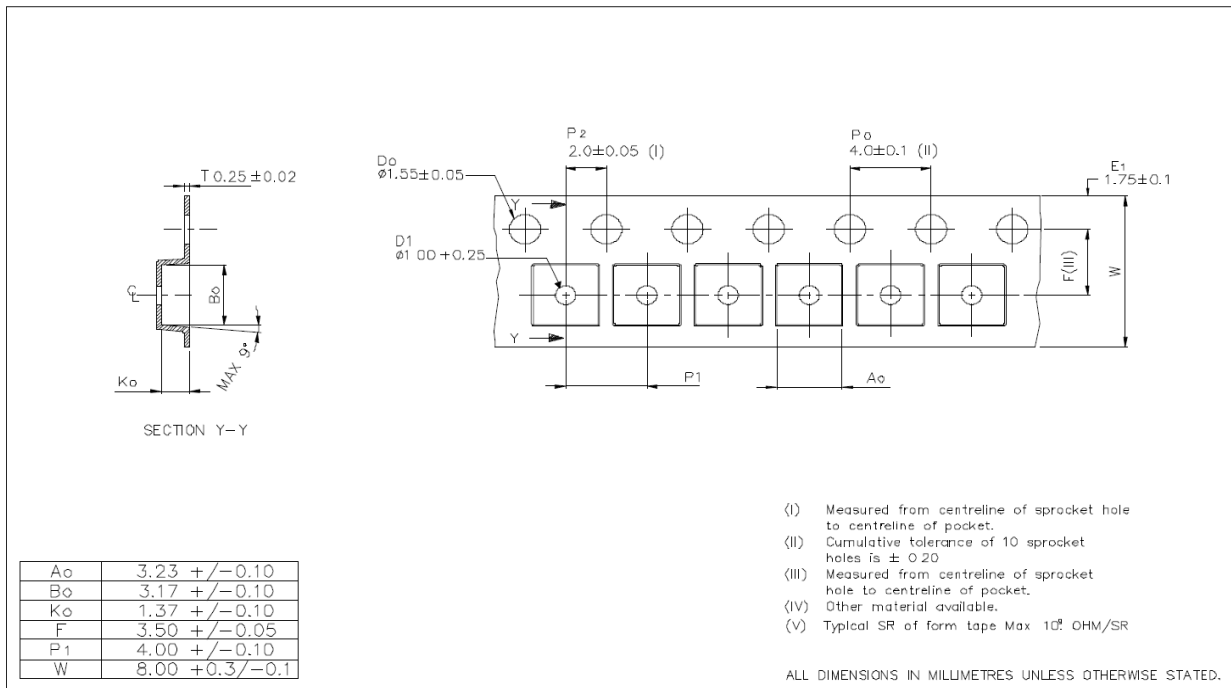 P2
2.0±0.05 (I)
Po
4.0±0.1 (II)
E1
1.75±0.1
Do
ø1.55±0.05
T 0.25±0.02
Y
D1
ø1 00 +0.25
F(III)
W
Bo
CL
Y
MAX 9°
Ko
P1
Ao
SECTION Y-Y
(I) Measured from centreline of sprocket hole
to centreline of pocket.
(II) Cumulative tolerance of 10 sprocket
holes is ± 0.20
(III) Measured from centreline of sprocket
hole to centreline of pocket.
(IV) Other material available.
(V) Typical SR of form tape Max 10⁹ OHM/SR
Ao 3.23 +/-0.10
Bo 3.17 +/-0.10
Ko 1.37 +/-0.10
F 3.50 +/-0.05
P1 4.00 +/-0.10
W 8.00 +0.3/-0.1
ALL DIMENSIONS IN MILLIMETRES UNLESS OTHERWISE STATED.